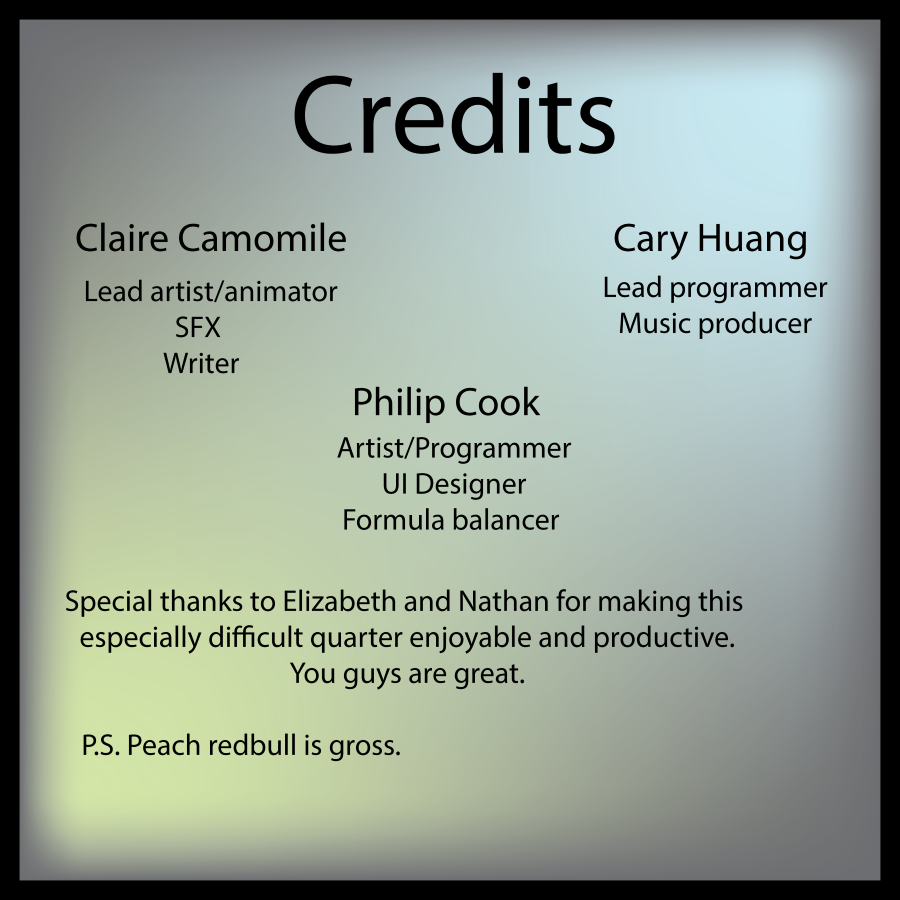 Credits
Claire Camomile
Lead artist/animator
SFX
Writer
Cary Huang
Lead programmer
Music producer
Philip Cook
Artist/Programmer
UI Designer
Formula balancer
Special thanks to Elizabeth and Nathan for making this
especially difficult quarter enjoyable and productive.
You guys are great.
P.S. Peach redbull is gross.